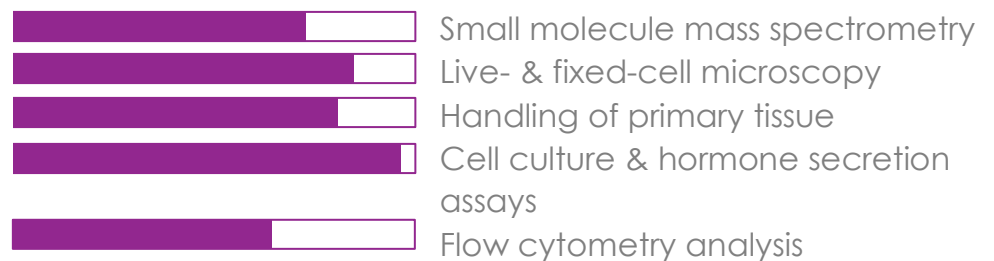 Small molecule mass spectrometry
Live- & fixed-cell microscopy
Handling of primary tissue
Cell culture & hormone secretion
assays
Flow cytometry analysis